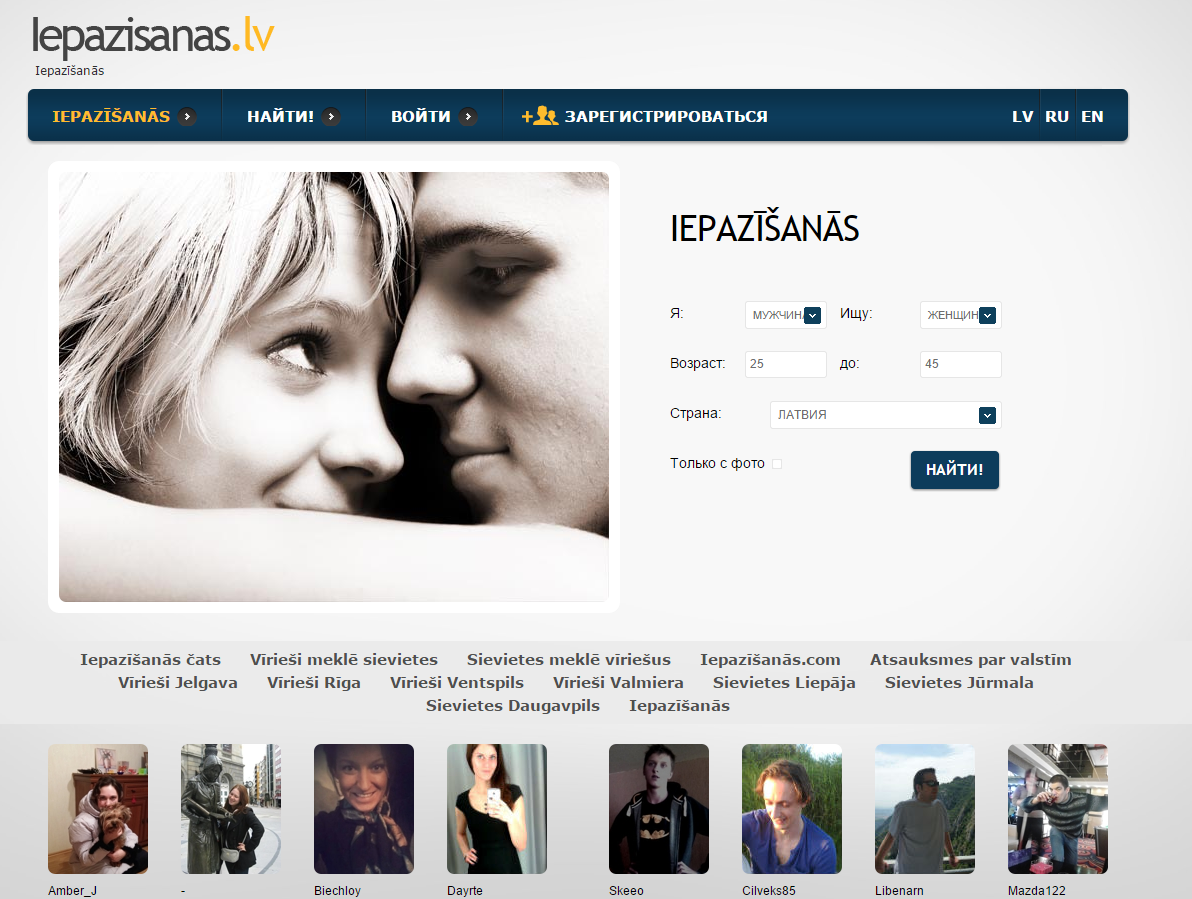 Iepazisanas.lv
Iepazīšanās
IEPAZĪŠANĀS НАЙТИ! ВОЙТИ + ЗАРЕГИСТРИРОВАТЬСЯ LV RU EN
IEPAZĪŠANĀS
Я: МУЖЧИНА Ищу: ЖЕНЩИН
Возраст: 25 до: 45
Страна: ЛАТВИЯ
Только с фото НАЙТИ!
Iepazīšanās čats Vīrieši meklē sievietes Sievietes meklē vīriešus Iepazīšanās.com Atsauksmes par valstīm
Vīrieši Jelgava Vīrieši Rīga Vīrieši Ventspils Vīrieši Valmiera Sievietes Liepāja Sievietes Jūrmala
Sievietes Daugavpils Iepazīšanās
Amber_J - Biechloy Dayrte Skeeo Cilveks85 Libenarn Mazda122